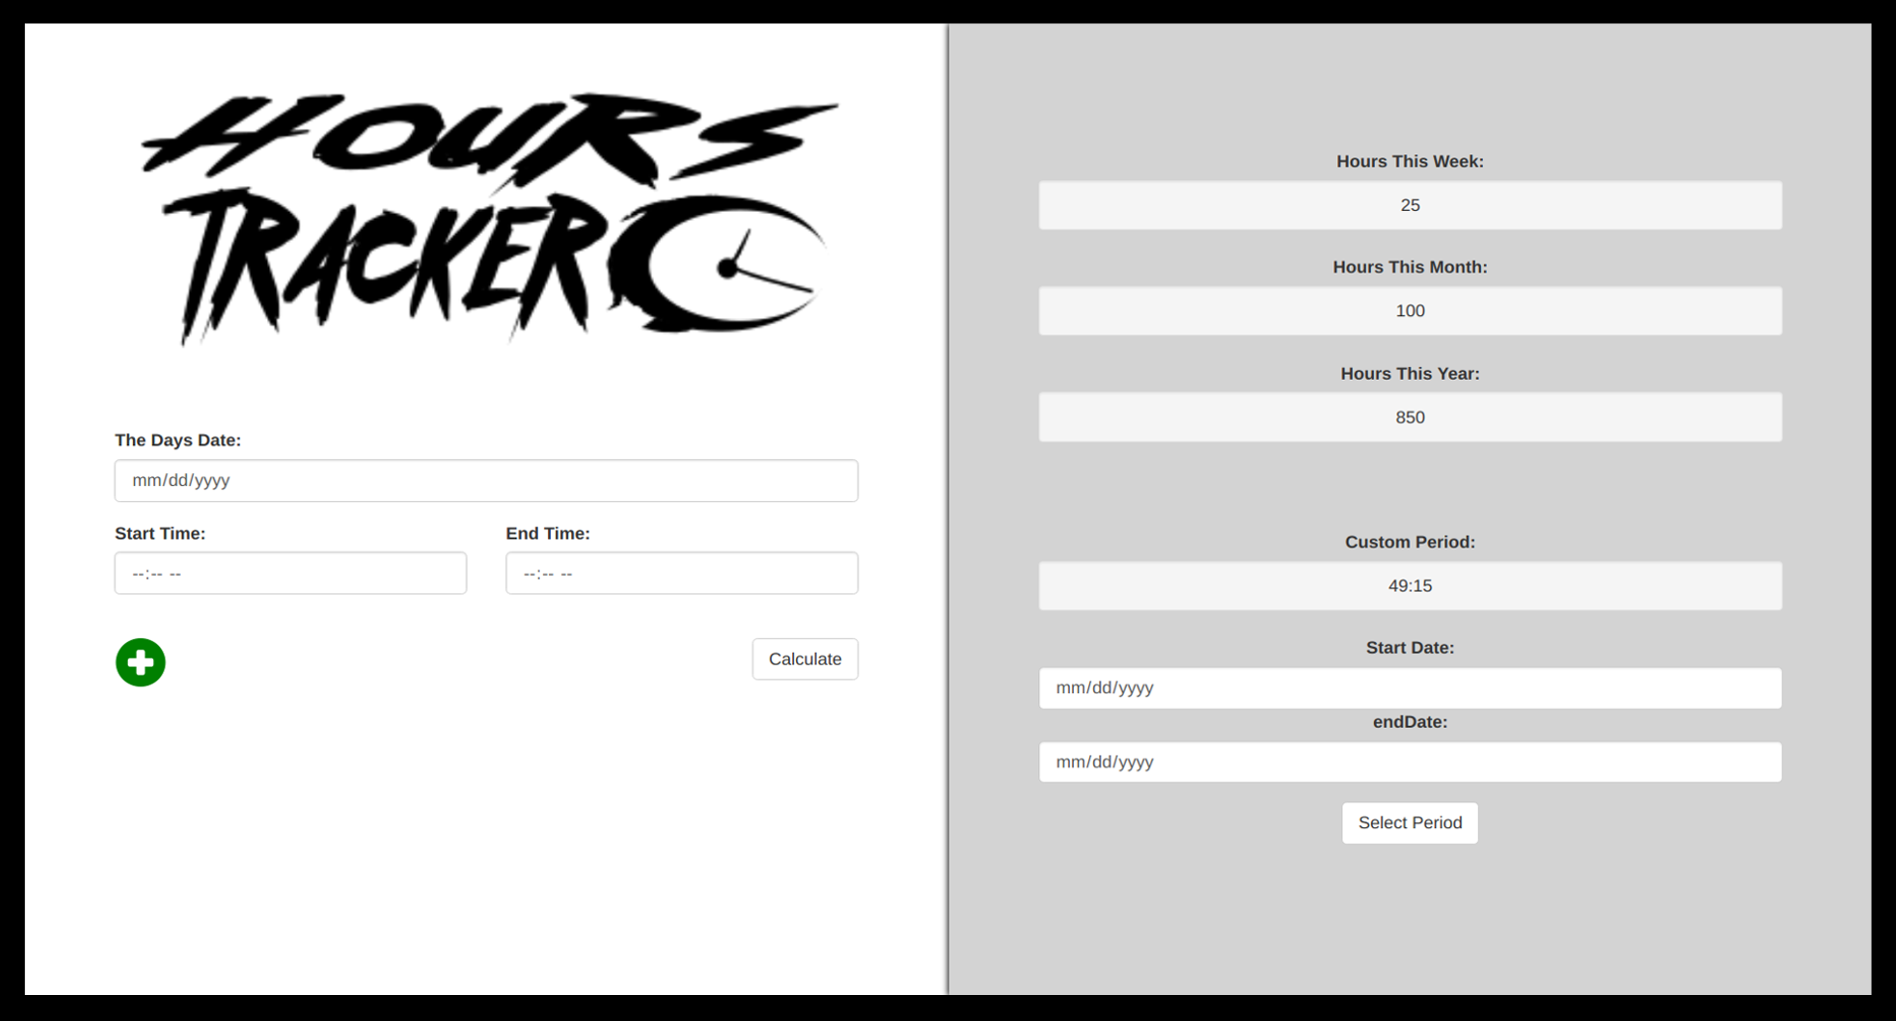 HOURS
TRACKER
The Days Date:
mm/dd/yyyy
Start Time:
End Time:
--:-- --
--:-- --
Calculate
Hours This Week:
25
Hours This Month:
100
Hours This Year:
850
Custom Period:
49:15
Start Date:
mm/dd/yyyy
endDate:
mm/dd/yyyy
Select Period